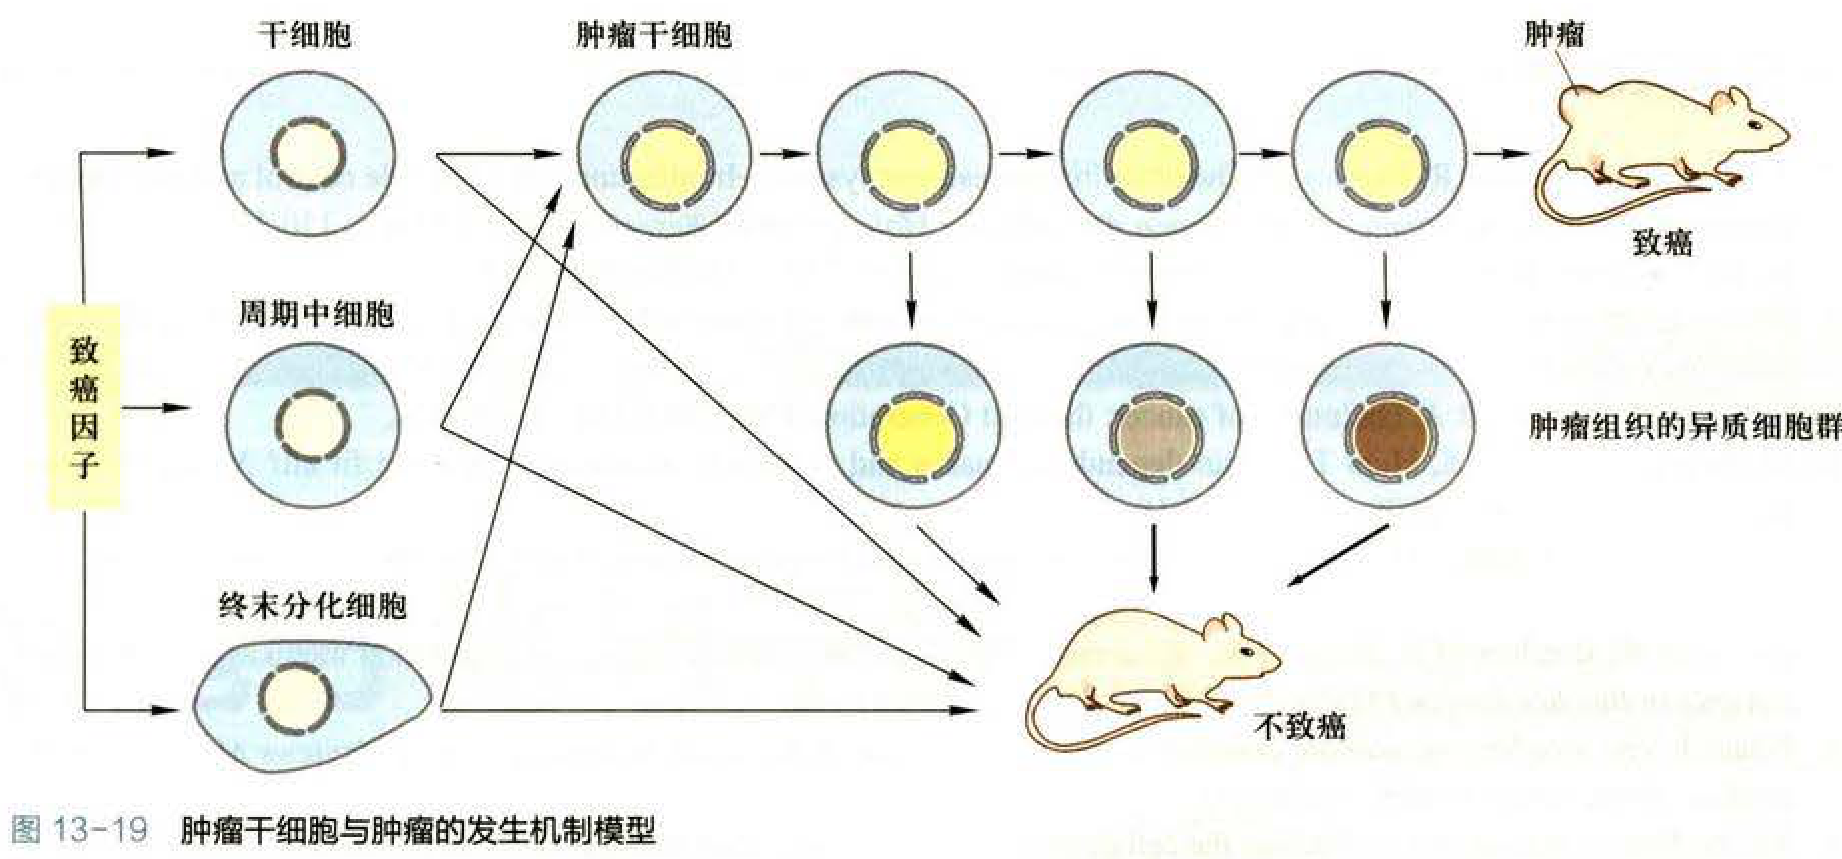 干细胞
肿瘤干细胞
肿瘤
致癌
周期中细胞
致癌因子
肿瘤组织的异质细胞群
终末分化细胞
不致癌
图 13-19 肿瘤干细胞与肿瘤的发生机制模型